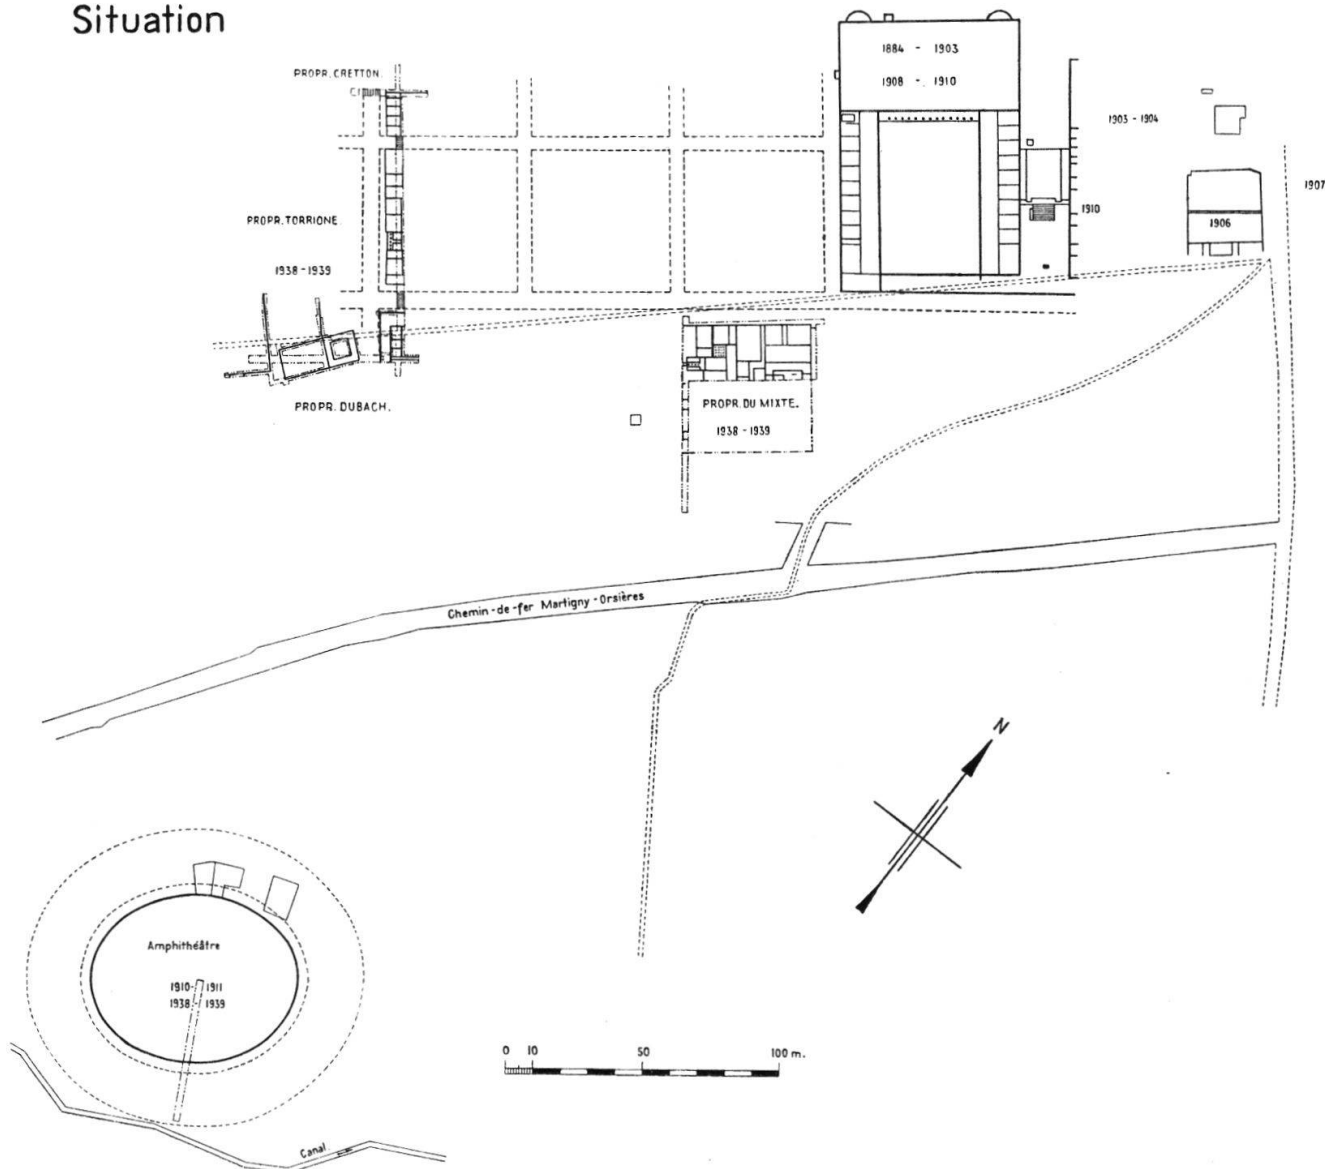 Situation
PROPR. CRETTON.
1884 - 1903
1908 - 1910
1903 - 1904
1907
PROPR. TORRIONE.
1938 - 1939
1910
1906
PROPR. DUBACH.
PROPR. DU MIXTE.
1938 - 1939
Chemin-de-fer Martigny-Orsières
N
Amphithéâtre
1910- 1911
1938 - 1939
0 10 50 100 m.
Canal.